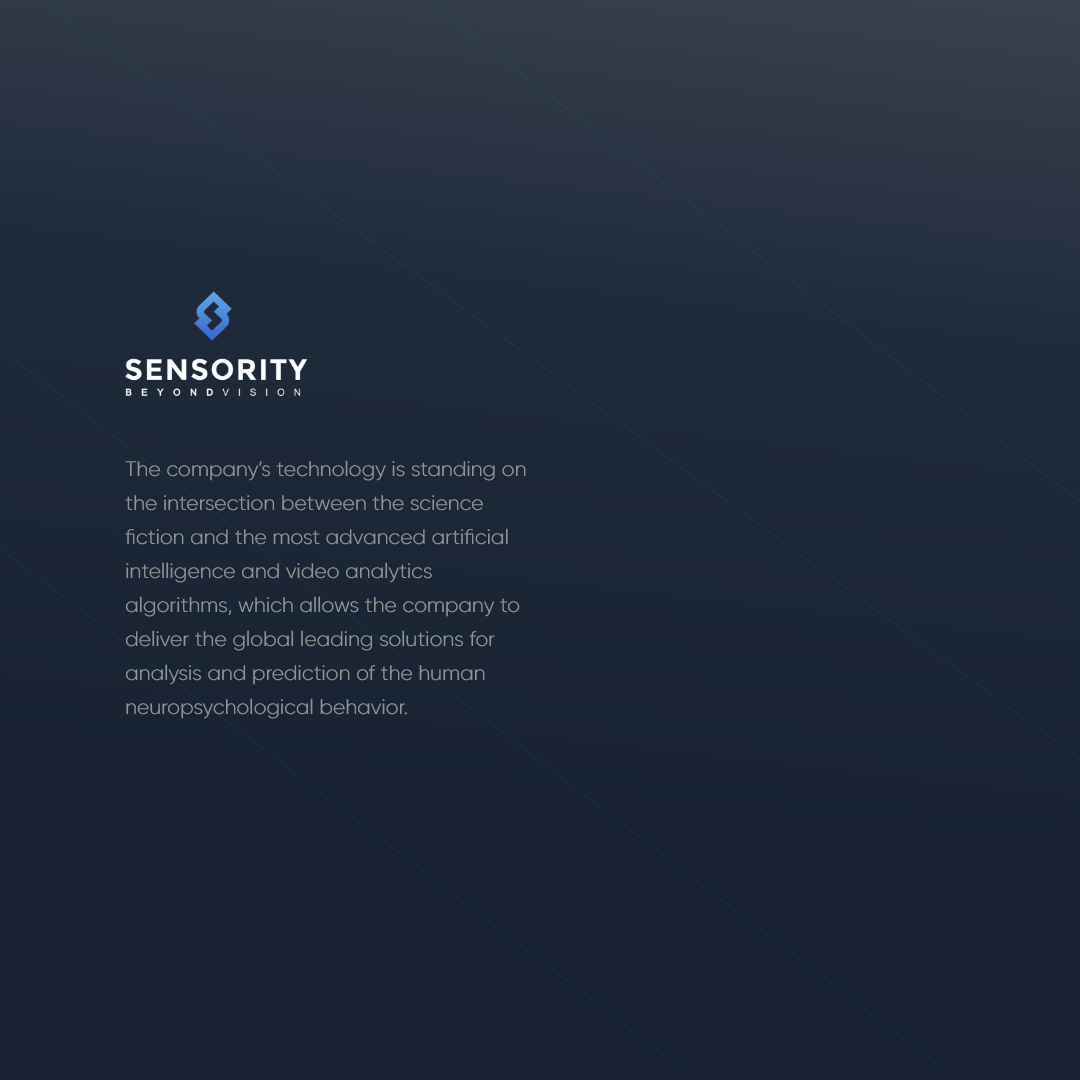 SENSORITY
BEYONDVISION
The company’s technology is standing on
the intersection between the science
fiction and the most advanced artificial
intelligence and video analytics
algorithms, which allows the company to
deliver the global leading solutions for
analysis and prediction of the human
neuropsychological behavior.